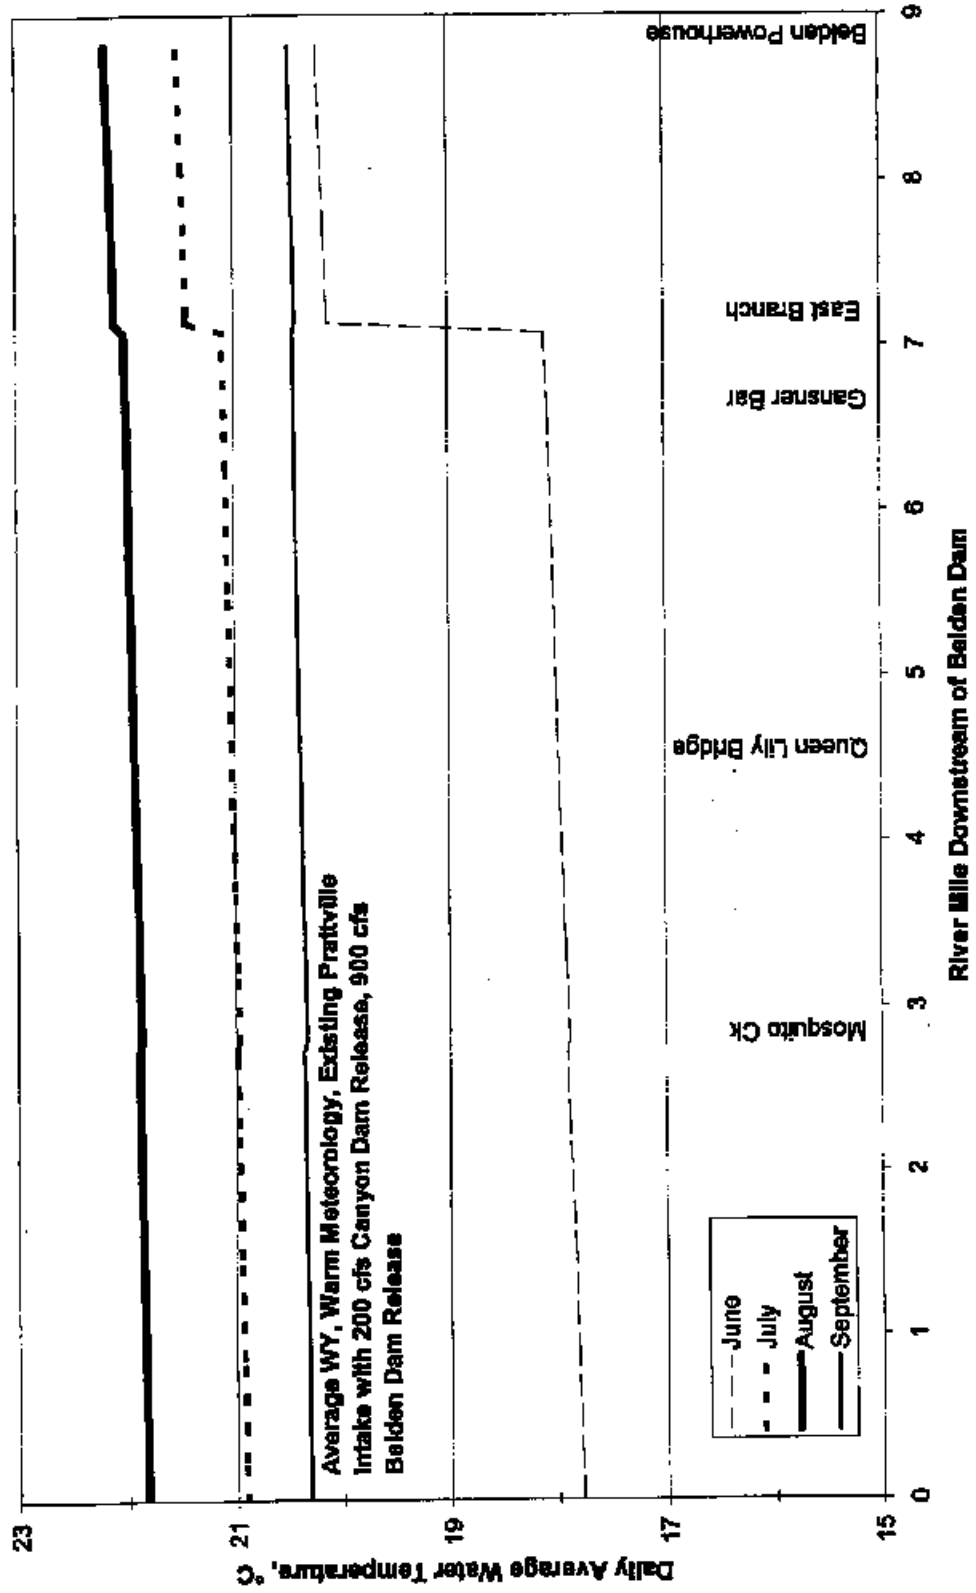 Average WY, Warm Meteorology, Existing Prattville
Intake with 200 cfs Canyon Dam Release, 900 cfs
Belden Dam Release
Daily Average Water Temperature, °C
23
21
19
17
15
0
1
2
3
4
5
6
7
8
9
Mosquito Ck
Queen Lily Bridge
Gansner Bar
East Branch
Belden Powerhouse
June
July
August
September
River Mile Downstream of Belden Dam